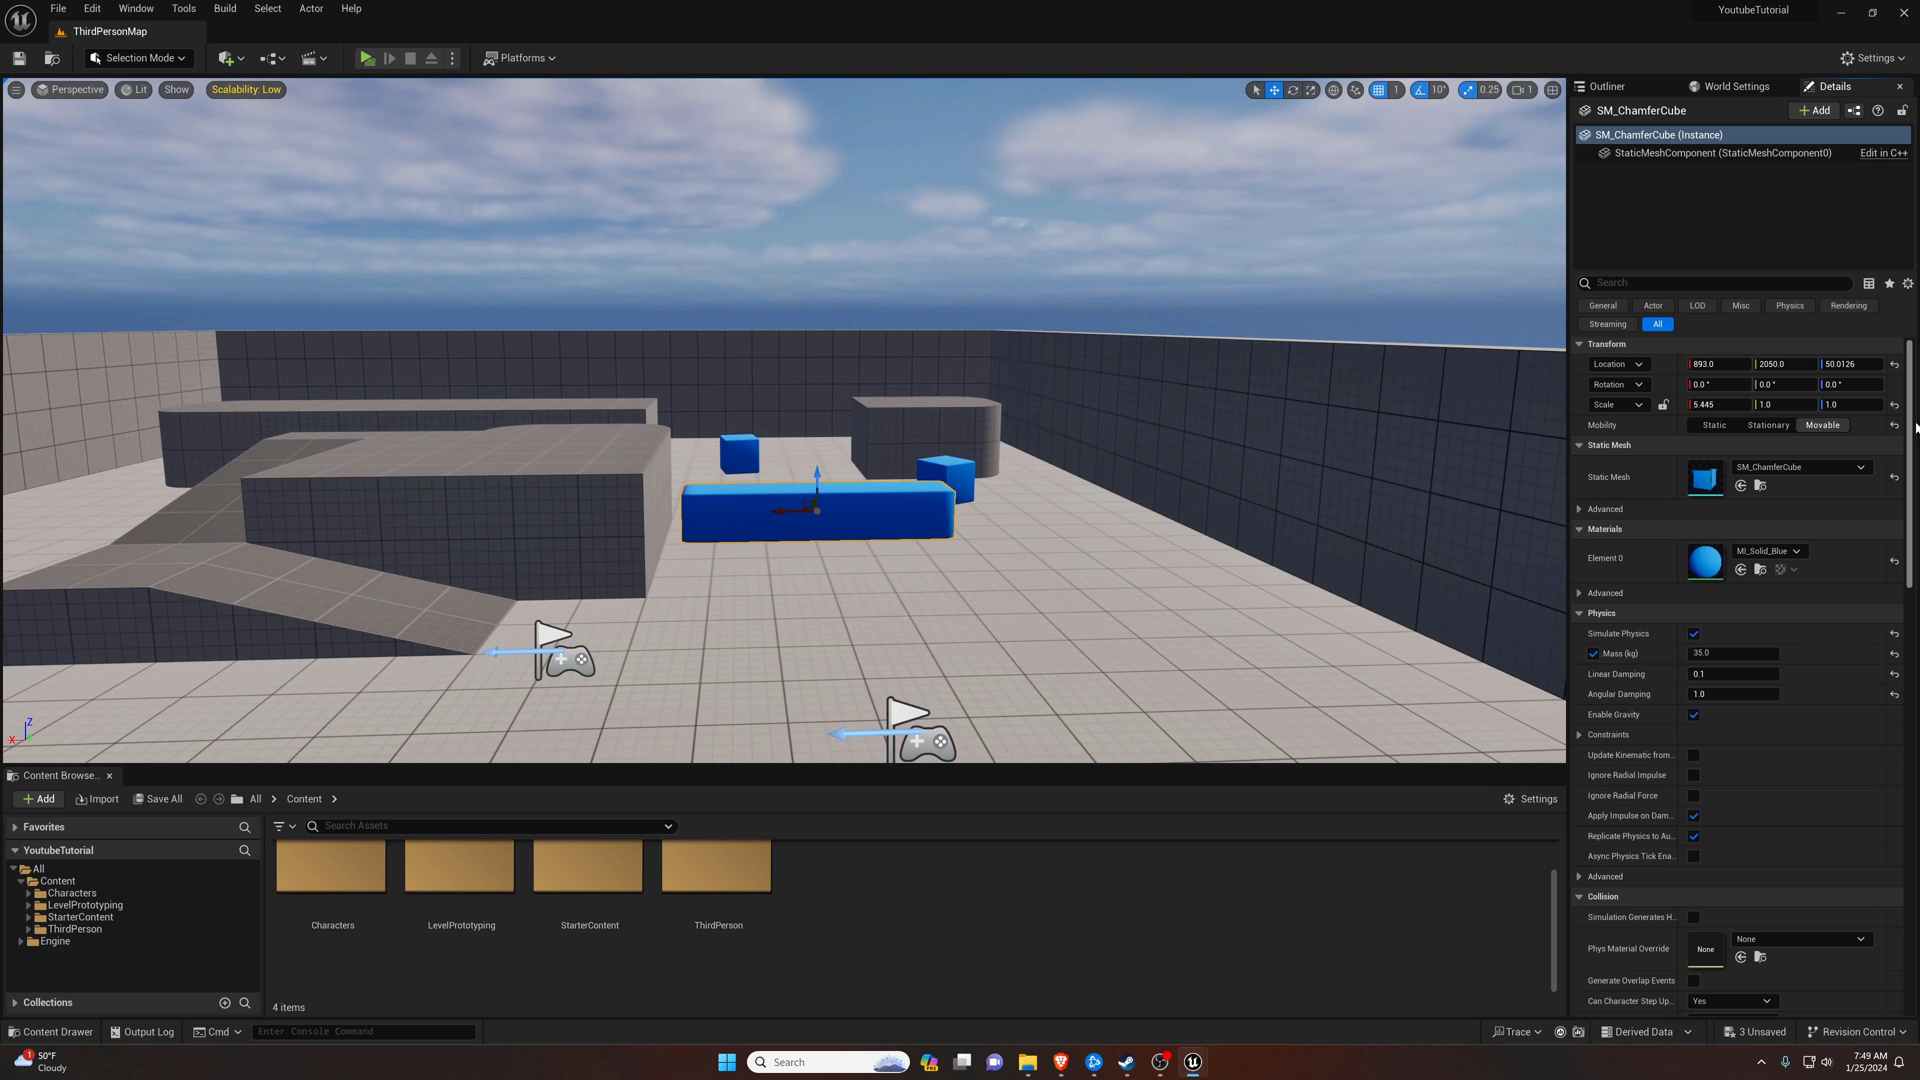 File Edit Window Tools Build Select Actor Help
YoutubeTutorial
ThirdPersonMap
Selection Mode
Platforms
Settings
Perspective Lit Show Scalability: Low
1 10° 0.25 1
Outliner World Settings Details
SM_ChamferCube
Add
SM_ChamferCube (Instance)
StaticMeshComponent (StaticMeshComponent0) Edit in C++
Search
General Actor LOD Misc Physics Rendering
Streaming All
Transform
Location 893.0 2050.0 50.0126
Rotation 0.0° 0.0° 0.0°
Scale 5.445 1.0 1.0
Mobility Static Stationary Movable
Static Mesh
Static Mesh SM_ChamferCube
Advanced
Materials
Element 0 MI_Solid_Blue
Advanced
Physics
Simulate Physics
Mass (kg) 35.0
Linear Damping 0.1
Angular Damping 1.0
Enable Gravity
Constraints
Update Kinematic from...
Ignore Radial Impulse
Ignore Radial Force
Apply Impulse on Dam...
Replicate Physics to Au...
Async Physics Tick Ena...
Advanced
Collision
Simulation Generates H...
Phys Material Override None None
Generate Overlap Events
Can Character Step Up... Yes
Z
X
Content Browse...
Add Import Save All All Content Settings
Favorites
Search Assets
YoutubeTutorial
All
Content
Characters
LevelPrototyping
StarterContent
ThirdPerson
Engine
Collections
Characters LevelPrototyping StarterContent ThirdPerson
4 items
Content Drawer Output Log Cmd Enter Console Command
Trace Derived Data 3 Unsaved Revision Control
1 50°F
Cloudy
Search
PRE
7:49 AM
1/25/2024